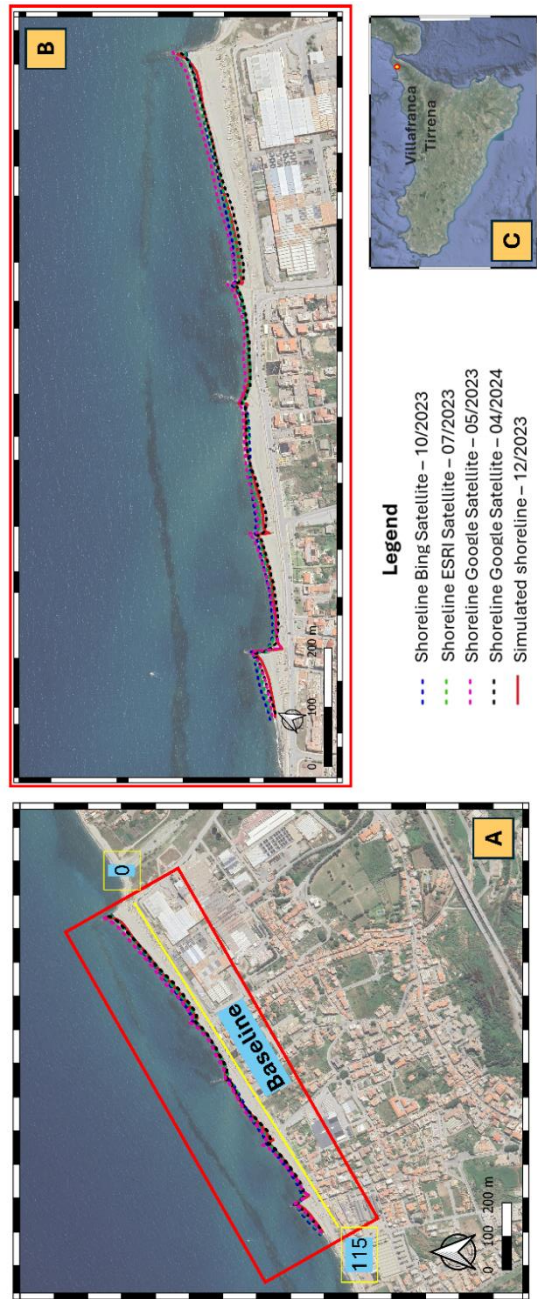 A
0
Baseline
115
0 100 200 m
B
0 100 200 m
Legend
Shoreline Bing Satellite – 10/2023
Shoreline ESRI Satellite – 07/2023
Shoreline Google Satellite – 05/2023
Shoreline Google Satellite – 04/2024
Simulated shoreline – 12/2023
Villafranca
Tirrena
C